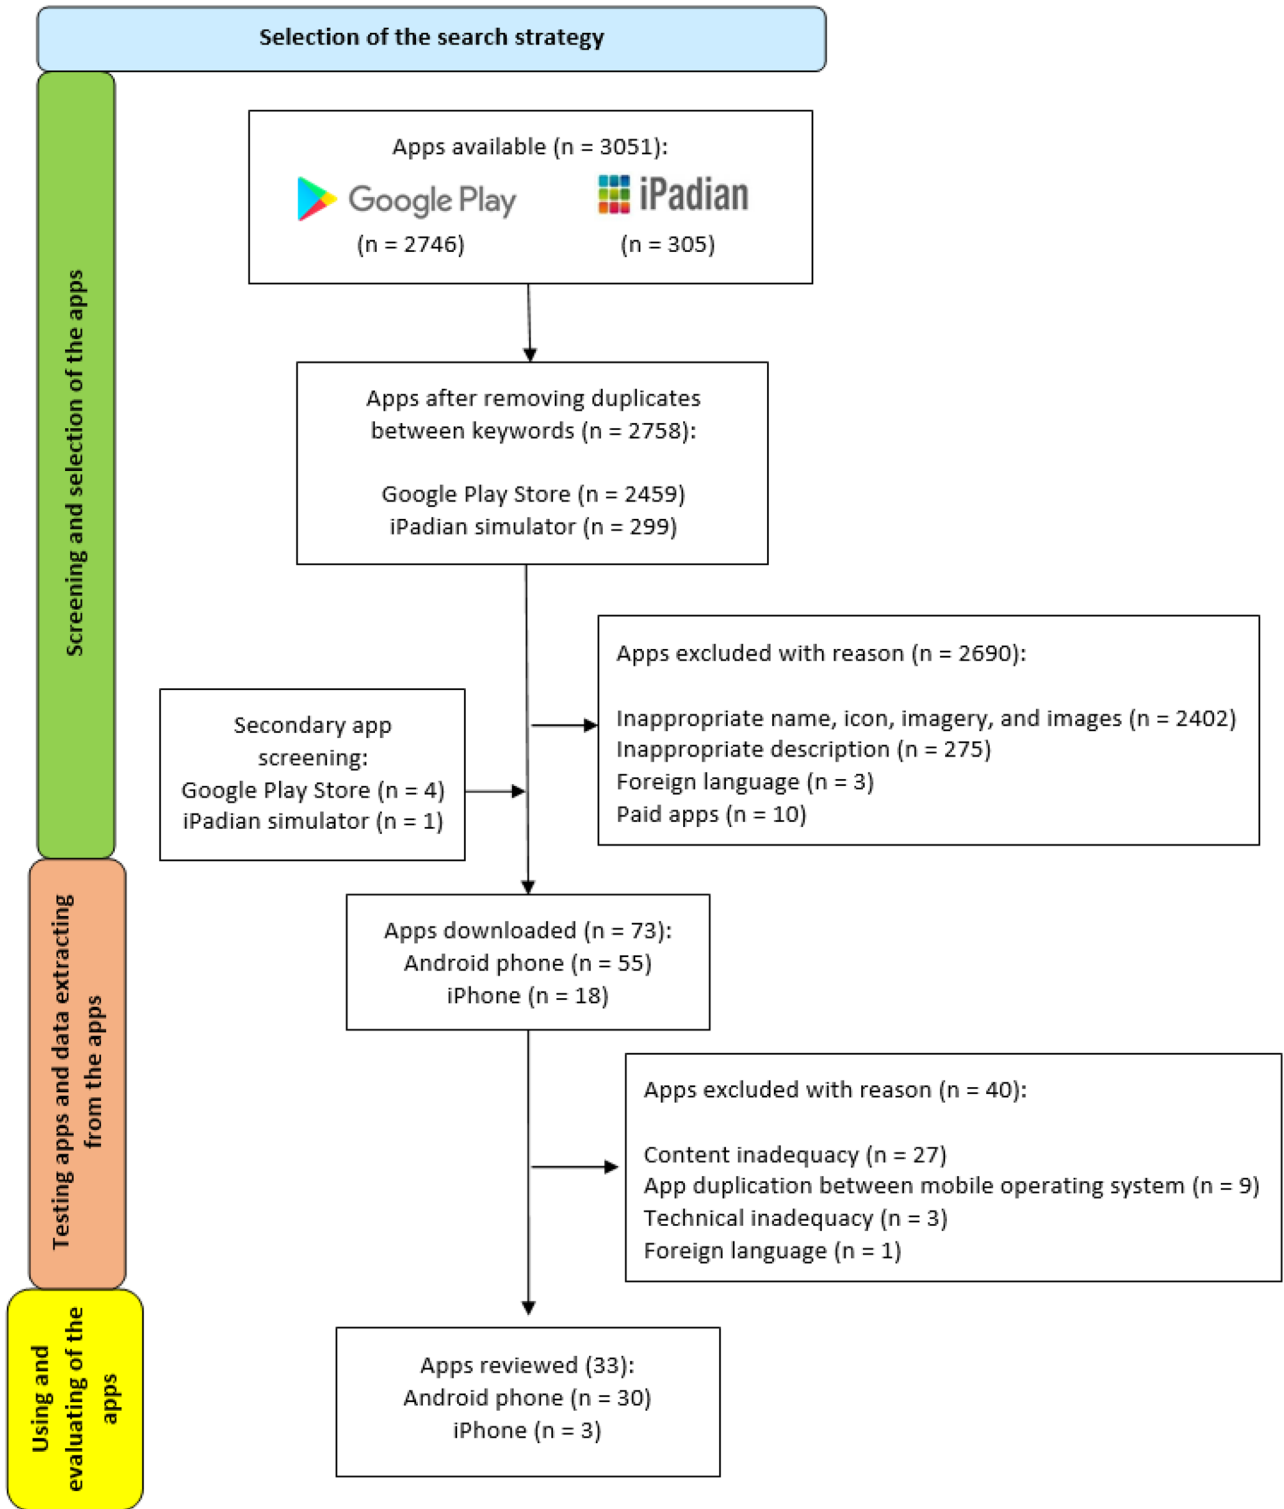 Selection of the search strategy
Screening and selection of the apps
Apps available (n = 3051):
Google Play
iPadian
(n = 2746)
(n = 305)
Apps after removing duplicates
between keywords (n = 2758):
Google Play Store (n = 2459)
iPadian simulator (n = 299)
Apps excluded with reason (n = 2690):
Inappropriate name, icon, imagery, and images (n = 2402)
Inappropriate description (n = 275)
Foreign language (n = 3)
Paid apps (n = 10)
Secondary app
screening:
Google Play Store (n = 4)
iPadian simulator (n = 1)
Testing apps and data extracting
from the apps
Apps downloaded (n = 73):
Android phone (n = 55)
iPhone (n = 18)
Apps excluded with reason (n = 40):
Content inadequacy (n = 27)
App duplication between mobile operating system (n = 9)
Technical inadequacy (n = 3)
Foreign language (n = 1)
Using and
evaluating of the
apps
Apps reviewed (33):
Android phone (n = 30)
iPhone (n = 3)